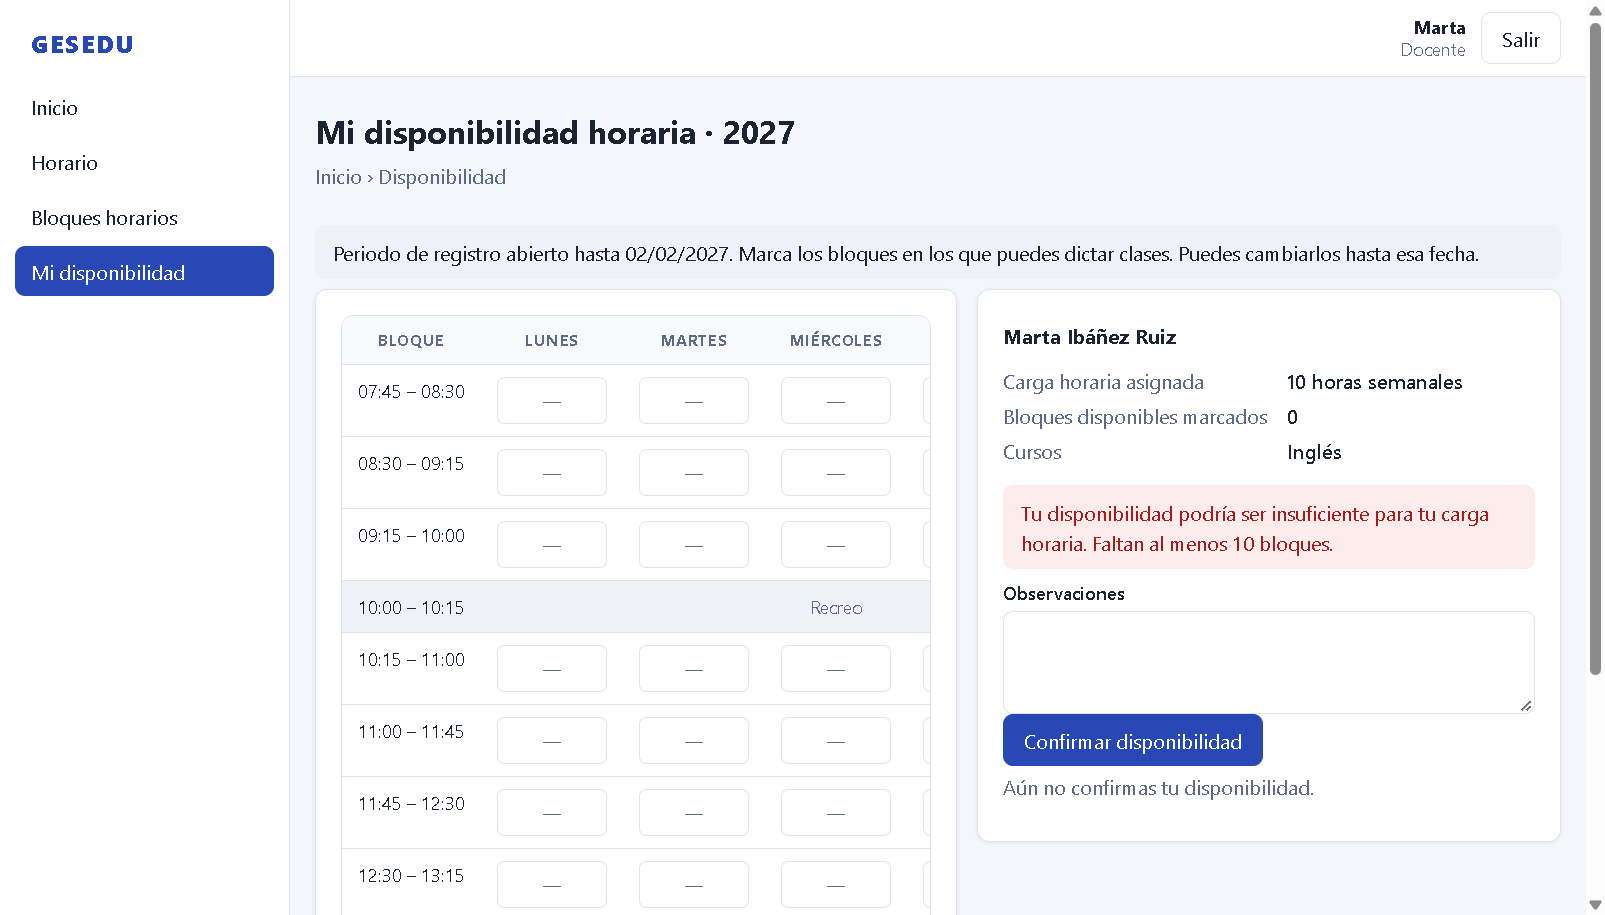 GESEDU
Inicio
Horario
Bloques horarios
Mi disponibilidad
Marta
Docente
Salir
Mi disponibilidad horaria · 2027
Inicio › Disponibilidad
Periodo de registro abierto hasta 02/02/2027. Marca los bloques en los que puedes dictar clases. Puedes cambiarlos hasta esa fecha.
BLOQUE LUNES MARTES MIÉRCOLES
07:45 – 08:30 — — —
08:30 – 09:15 — — —
09:15 – 10:00 — — —
10:00 – 10:15 Recreo
10:15 – 11:00 — — —
11:00 – 11:45 — — —
11:45 – 12:30 — — —
12:30 – 13:15 — — —
Marta Ibáñez Ruiz
Carga horaria asignada 10 horas semanales
Bloques disponibles marcados 0
Cursos Inglés
Tu disponibilidad podría ser insuficiente para tu carga
horaria. Faltan al menos 10 bloques.
Observaciones
Confirmar disponibilidad
Aún no confirmas tu disponibilidad.